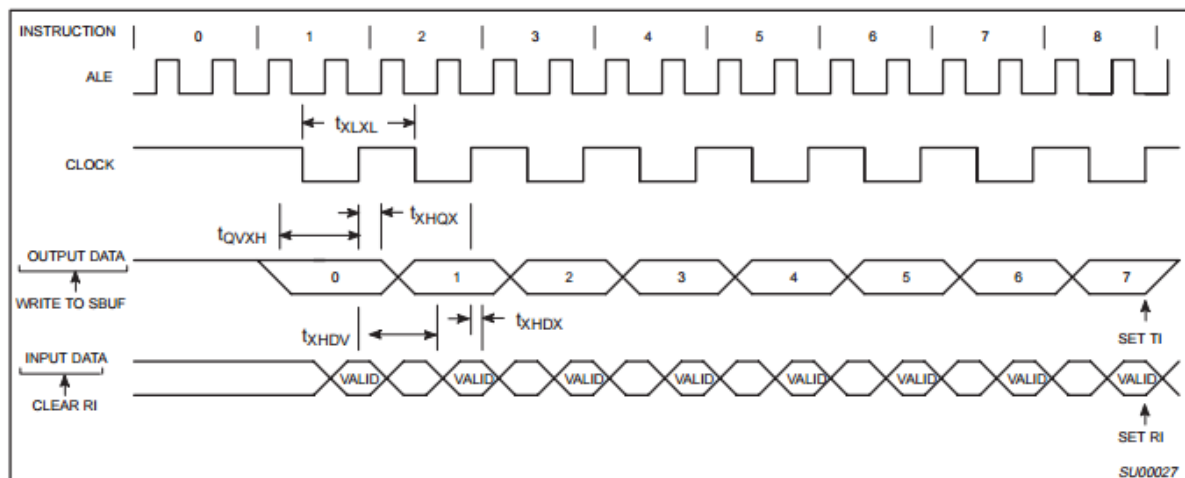 INSTRUCTION 0 1 2 3 4 5 6 7 8
ALE
tXLXL
CLOCK
tXHQX
tQVXH
OUTPUT DATA 0 1 2 3 4 5 6 7
WRITE TO SBUF
tXHDV tXHDX
SET TI
INPUT DATA VALID VALID VALID VALID VALID VALID VALID VALID
CLEAR RI
SET RI
SU00027